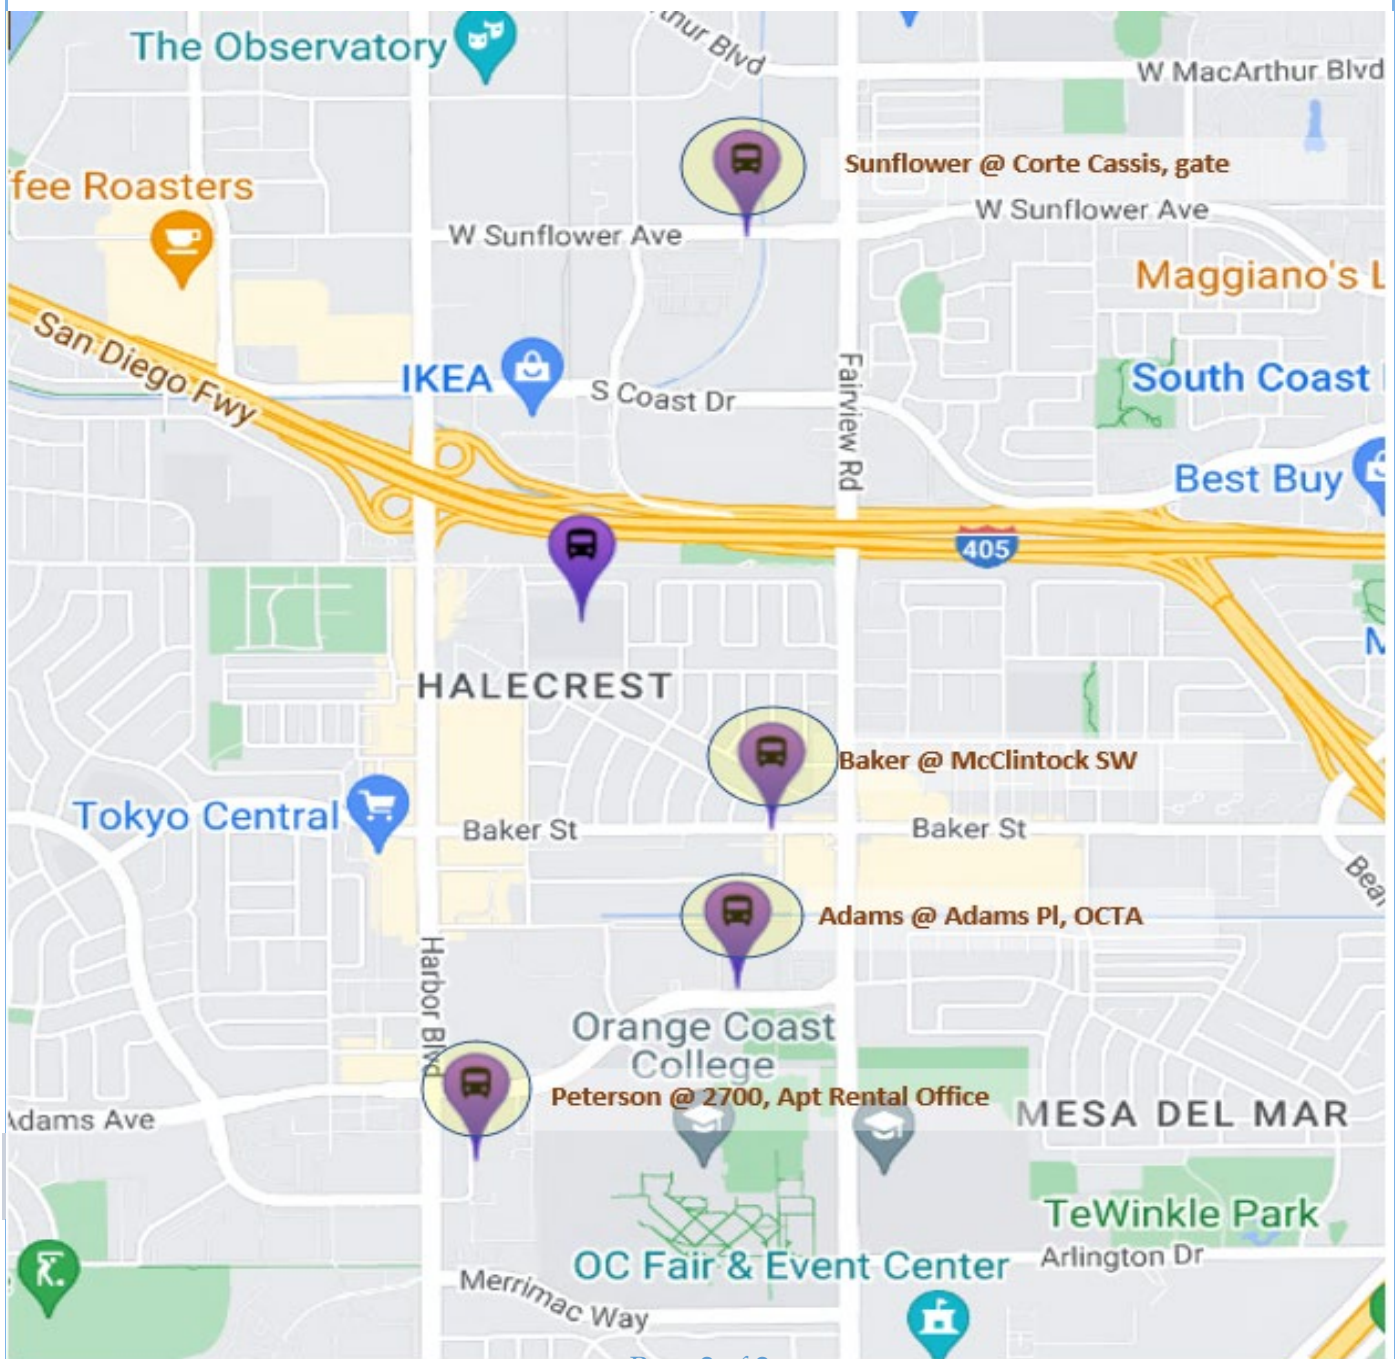 The Observatory
thur Blvd
W MacArthur Blvd
Sunflower @ Corte Cassis, gate
fee Roasters
W Sunflower Ave
W Sunflower Ave
Maggiano's L
San Diego Fwy
IKEA
S Coast Dr
Fairview Rd
South Coast
Best Buy
405
M
HALECREST
Baker @ McClintock SW
Tokyo Central
Baker St
Baker St
Bear
Adams @ Adams Pl, OCTA
Harbor Blvd
Orange Coast
College
Peterson @ 2700, Apt Rental Office
Adams Ave
MESA DEL MAR
TeWinkle Park
Arlington Dr
OC Fair & Event Center
Merrimac Way